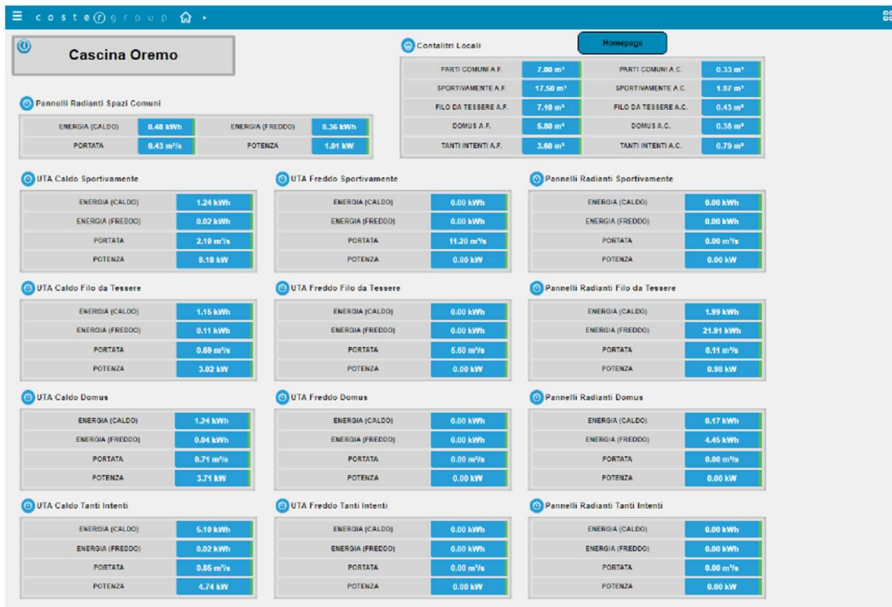 coster group
Cascina Oremo
Contalitri Locali
Homepage
PARTI COMUNI A.F. 7.80 m³ PARTI COMUNI A.C. 0.33 m³
SPORTIVAMENTE A.F. 17.50 m³ SPORTIVAMENTE A.C. 1.87 m³
FILO DA TESSERE A.F. 7.10 m³ FILO DA TESSERE A.C. 0.43 m³
DOMUS A.F. 5.80 m³ DOMUS A.C. 0.38 m³
TANTI INTENTI A.F. 3.60 m³ TANTI INTENTI A.C. 0.79 m³
Pannelli Radianti Spazi Comuni
ENERGIA (CALDO) 0.48 kWh ENERGIA (FREDDO) 0.36 kWh
PORTATA 0.43 m³/s POTENZA 1.01 kW
UTA Caldo Sportivamente UTA Freddo Sportivamente Pannelli Radianti Sportivamente
ENERGIA (CALDO) 1.24 kWh ENERGIA (CALDO) 0.00 kWh ENERGIA (CALDO) 0.00 kWh
ENERGIA (FREDDO) 0.02 kWh ENERGIA (FREDDO) 0.00 kWh ENERGIA (FREDDO) 0.00 kWh
PORTATA 2.10 m³/s PORTATA 11.20 m³/s PORTATA 0.00 m³/s
POTENZA 8.10 kW POTENZA 0.00 kW POTENZA 0.00 kW
UTA Caldo Filo da Tessere UTA Freddo Filo da Tessere Pannelli Radianti Filo da Tessere
ENERGIA (CALDO) 1.15 kWh ENERGIA (CALDO) 0.00 kWh ENERGIA (CALDO) 1.99 kWh
ENERGIA (FREDDO) 0.11 kWh ENERGIA (FREDDO) 0.00 kWh ENERGIA (FREDDO) 21.91 kWh
PORTATA 0.69 m³/s PORTATA 5.60 m³/s PORTATA 0.11 m³/s
POTENZA 3.02 kW POTENZA 0.00 kW POTENZA 0.90 kW
UTA Caldo Domus UTA Freddo Domus Pannelli Radianti Domus
ENERGIA (CALDO) 1.24 kWh ENERGIA (CALDO) 0.00 kWh ENERGIA (CALDO) 0.17 kWh
ENERGIA (FREDDO) 0.04 kWh ENERGIA (FREDDO) 0.00 kWh ENERGIA (FREDDO) 4.45 kWh
PORTATA 0.71 m³/s PORTATA 0.00 m³/s PORTATA 0.00 m³/s
POTENZA 3.71 kW POTENZA 0.00 kW POTENZA 0.00 kW
UTA Caldo Tanti Intenti UTA Freddo Tanti Intenti Pannelli Radianti Tanti Intenti
ENERGIA (CALDO) 5.10 kWh ENERGIA (CALDO) 0.00 kWh ENERGIA (CALDO) 0.00 kWh
ENERGIA (FREDDO) 0.02 kWh ENERGIA (FREDDO) 0.00 kWh ENERGIA (FREDDO) 0.00 kWh
PORTATA 0.85 m³/s PORTATA 0.00 m³/s PORTATA 0.00 m³/s
POTENZA 4.74 kW POTENZA 0.00 kW POTENZA 0.00 kW